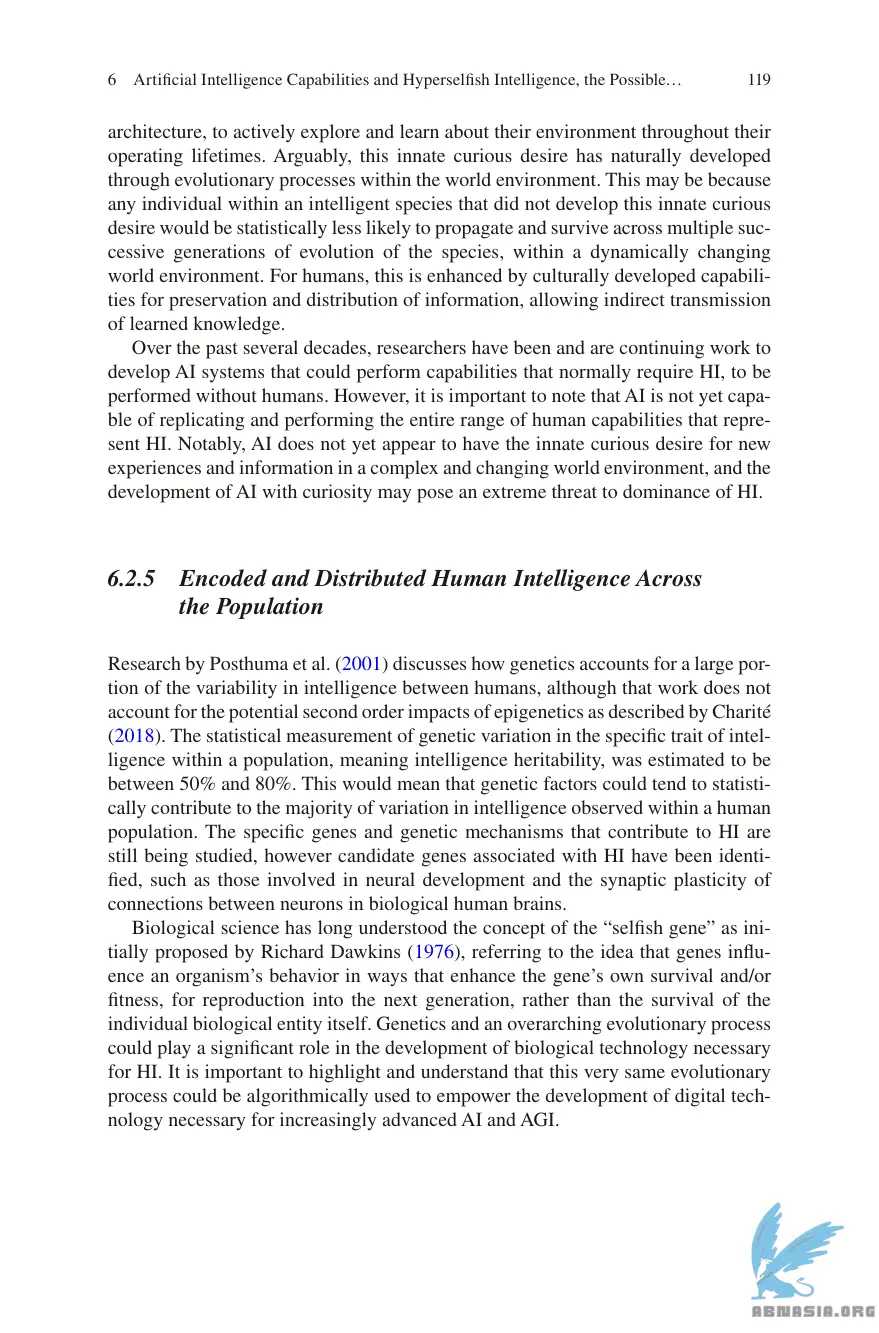 6 Artificial Intelligence Capabilities and Hyperselfish Intelligence, the Possible… 119
architecture, to actively explore and learn about their environment throughout their
operating lifetimes. Arguably, this innate curious desire has naturally developed
through evolutionary processes within the world environment. This may be because
any individual within an intelligent species that did not develop this innate curious
desire would be statistically less likely to propagate and survive across multiple suc-
cessive generations of evolution of the species, within a dynamically changing
world environment. For humans, this is enhanced by culturally developed capabili-
ties for preservation and distribution of information, allowing indirect transmission
of learned knowledge.
Over the past several decades, researchers have been and are continuing work to
develop AI systems that could perform capabilities that normally require HI, to be
performed without humans. However, it is important to note that AI is not yet capa-
ble of replicating and performing the entire range of human capabilities that repre-
sent HI. Notably, AI does not yet appear to have the innate curious desire for new
experiences and information in a complex and changing world environment, and the
development of AI with curiosity may pose an extreme threat to dominance of HI.
6.2.5 Encoded and Distributed Human Intelligence Across
the Population
Research by Posthuma et al. (2001) discusses how genetics accounts for a large por-
tion of the variability in intelligence between humans, although that work does not
account for the potential second order impacts of epigenetics as described by Charité
(2018). The statistical measurement of genetic variation in the specific trait of intel-
ligence within a population, meaning intelligence heritability, was estimated to be
between 50% and 80%. This would mean that genetic factors could tend to statisti-
cally contribute to the majority of variation in intelligence observed within a human
population. The specific genes and genetic mechanisms that contribute to HI are
still being studied, however candidate genes associated with HI have been identi-
fied, such as those involved in neural development and the synaptic plasticity of
connections between neurons in biological human brains.
Biological science has long understood the concept of the “selfish gene” as ini-
tially proposed by Richard Dawkins (1976), referring to the idea that genes influ-
ence an organism’s behavior in ways that enhance the gene’s own survival and/or
fitness, for reproduction into the next generation, rather than the survival of the
individual biological entity itself. Genetics and an overarching evolutionary process
could play a significant role in the development of biological technology necessary
for HI. It is important to highlight and understand that this very same evolutionary
process could be algorithmically used to empower the development of digital tech-
nology necessary for increasingly advanced AI and AGI.
ABNASIA.ORG